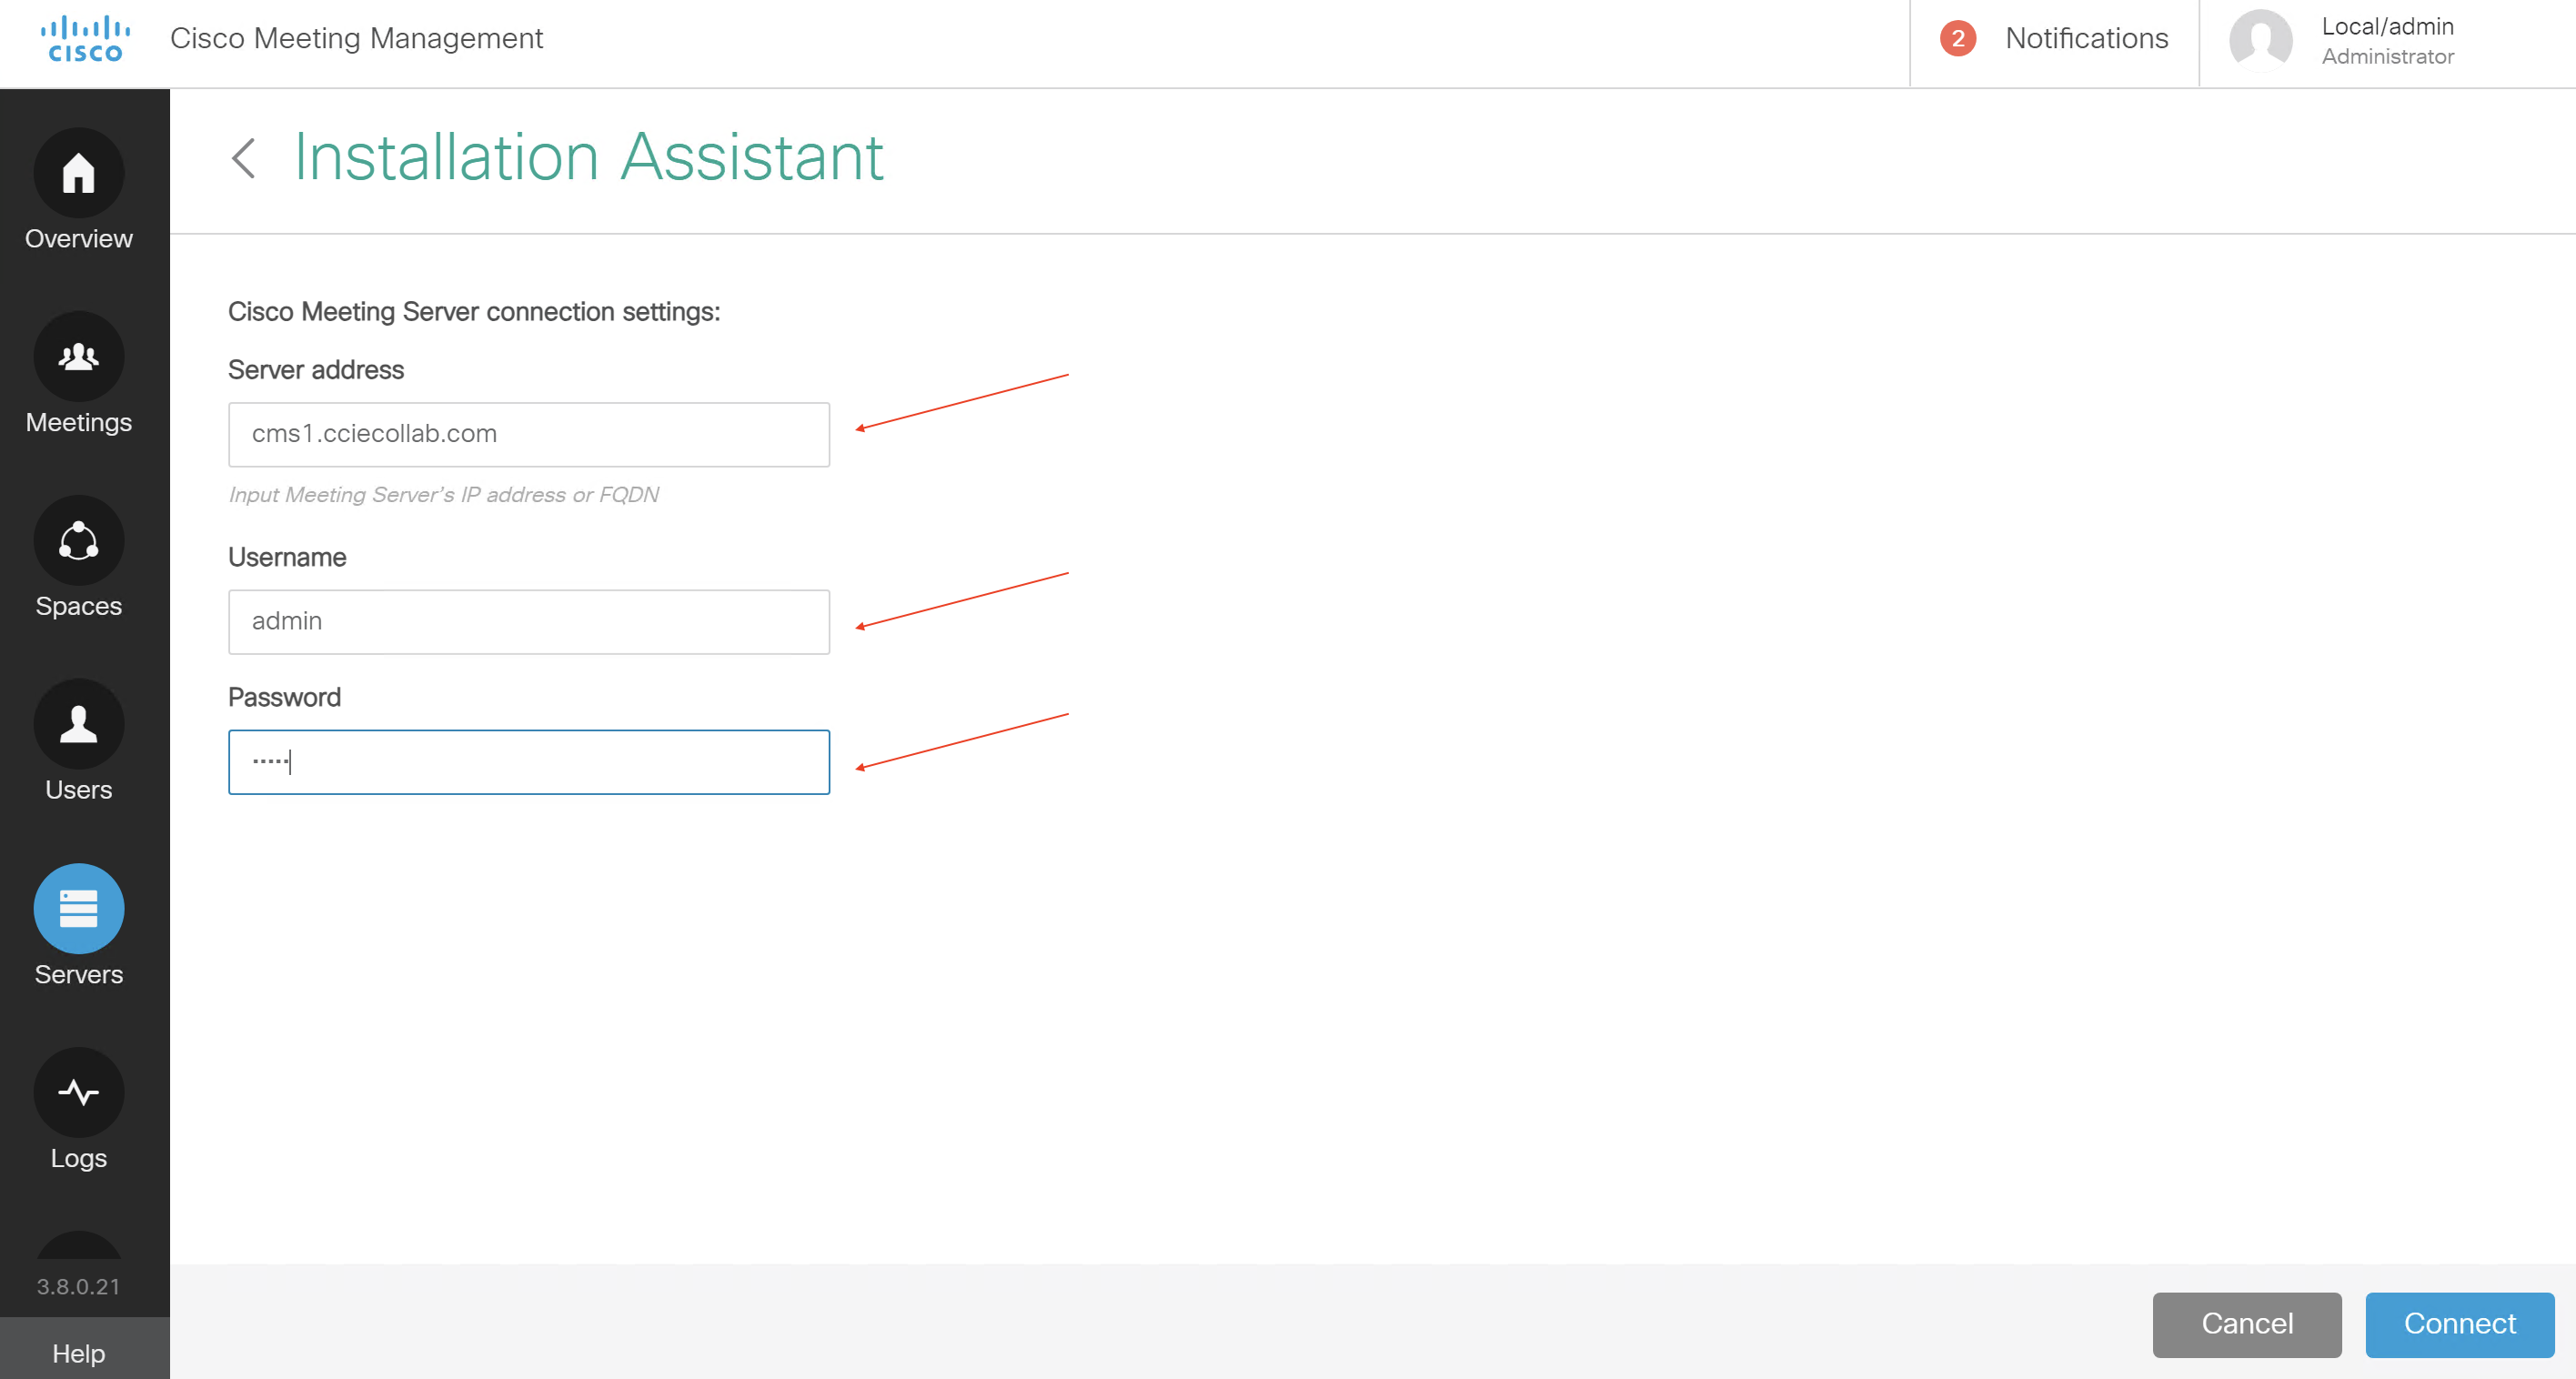 CISCO
Cisco Meeting Management
2 Notifications
Local/admin
Administrator
Installation Assistant
Overview
Meetings
Spaces
Users
Servers
Logs
3.8.0.21
Help
Cisco Meeting Server connection settings:
Server address
cms1.cciecollab.com
Input Meeting Server's IP address or FQDN
Username
admin
Password
·····
Cancel
Connect